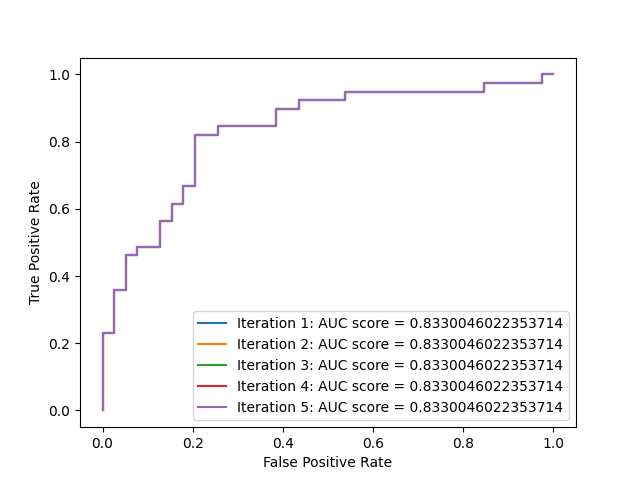 1.0
0.8
0.6
0.4
0.2
0.0
True Positive Rate
Iteration 1: AUC score = 0.8330046022353714
Iteration 2: AUC score = 0.8330046022353714
Iteration 3: AUC score = 0.8330046022353714
Iteration 4: AUC score = 0.8330046022353714
Iteration 5: AUC score = 0.8330046022353714
0.0 0.2 0.4 0.6 0.8 1.0
False Positive Rate